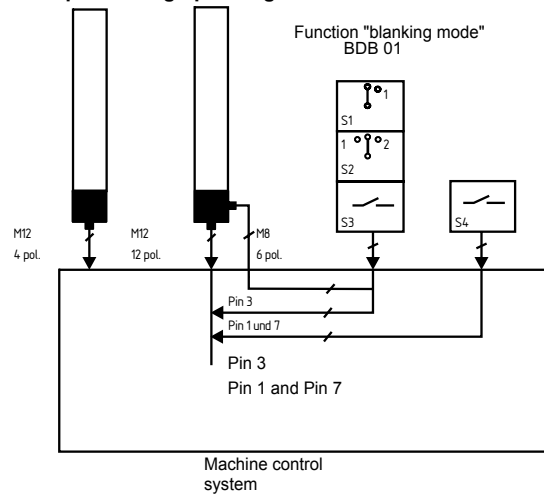 Function "blanking mode"
BDB 01
1
S1
1
2
S2
S3
S4
M12
4 pol.
M12
12 pol.
M8
6 pol.
Pin 3
Pin 1 und 7
Pin 3
Pin 1 and Pin 7
Machine control
system